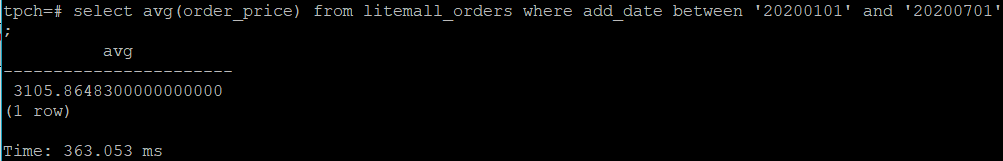 tpch=# select avg(order_price) from litemall_orders where add_date between '20200101' and '20200701'
;
avg
------------------------
3105.8648300000000000
(1 row)
Time: 363.053 ms